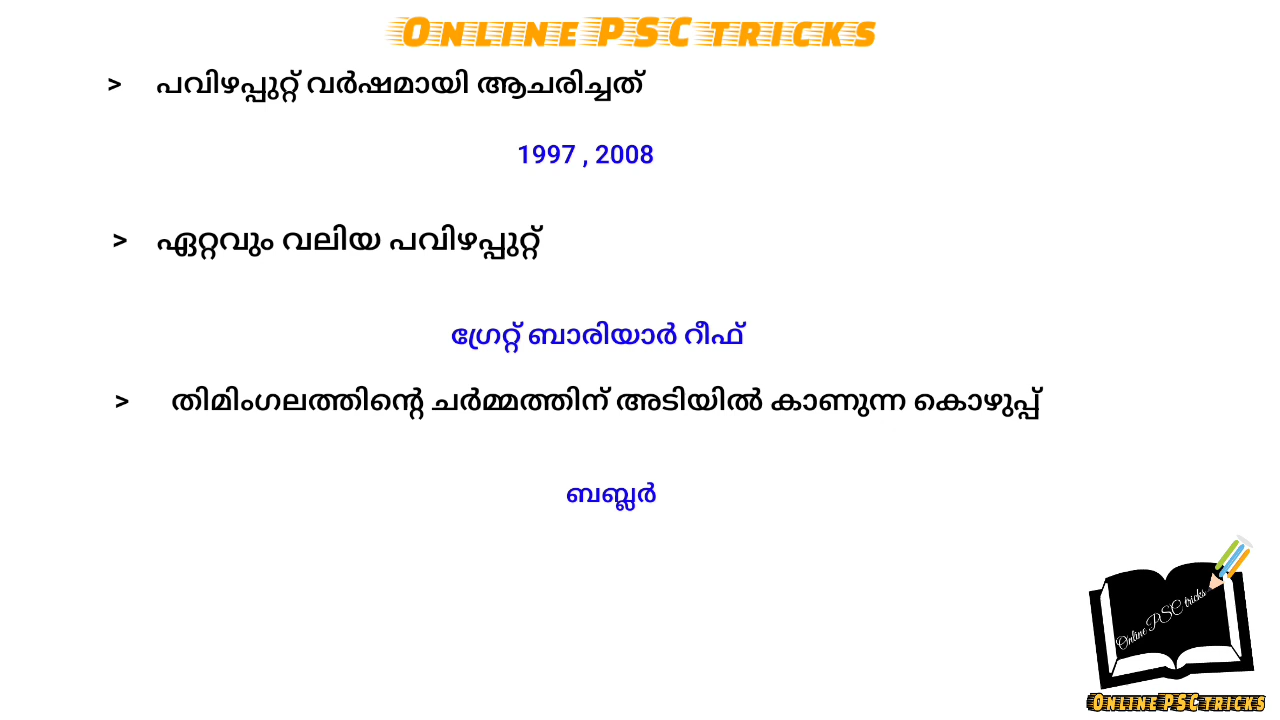 Online PSC tricks
> പവിഴപ്പുറ്റ് വർഷമായി ആചരിച്ചത്
1997 , 2008
> ഏറ്റവും വലിയ പവിഴപ്പുറ്റ്
ഗ്രേറ്റ് ബാരിയാർ റീഫ്
> തിമിംഗലത്തിന്റെ ചർമ്മത്തിന് അടിയിൽ കാണുന്ന കൊഴുപ്പ്
ബബ്ലർ
Online PSC tricks
Online PSC tricks